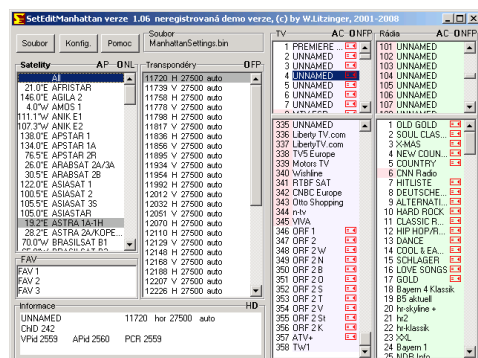 SetEditManhattan verze 1.06 neregistrovaná demo verze, (c) by W.Litzinger, 2001-2008
Soubor
Konfig.
Pomoc
Soubor
ManhattanSettings.bin
Satelity AP ONL
All
21.0°E AFRISTAR
146.0°E AGILA 2
4.0°W AMOS 1
111.1°W ANIK E1
107.3°W ANIK E2
138.0°E APSTAR 1
134.0°E APSTAR 1A
76.5°E APSTAR 2R
26.0°E ARABSAT 2A/3A
30.5°E ARABSAT 2B
122.0°E ASIASAT 1
100.5°E ASIASAT 2
105.5°E ASIASAT 3S
105.0°E ASIASTAR
19.2°E ASTRA 1A-1H
28.2°E ASTRA 2A/KOPE...
70.0°W BRASILSAT B1
FAV
FAV 1
FAV 2
FAV 3
Transpondéry OFP
11720 H 27500 auto
11739 V 27500 auto
11758 H 27500 auto
11778 V 27500 auto
11798 H 27500 auto
11817 V 27500 auto
11836 H 27500 auto
11856 V 27500 auto
11895 V 27500 auto
11934 V 27500 auto
11954 H 27500 auto
11992 H 27500 auto
12012 V 27500 auto
12032 H 27500 auto
12051 V 27500 auto
12070 H 27500 auto
12110 H 27500 auto
12129 V 27500 auto
12148 H 27500 auto
12168 V 27500 auto
12188 H 27500 auto
12207 V 27500 auto
12226 H 27500 auto
Informace HD
UNNAMED 11720 hor 27500 auto
ChID 242
VPid 2559 APid 2560 PCR 2559
TV AC ONFP
1 PREMIERE ...
2 UNNAMED
3 UNNAMED
4 UNNAMED
5 UNNAMED
6 UNNAMED
7 UNNAMED
335 UNNAMED
336 Liberty TV.com
337 LibertyTV.com
338 TV5 Europe
339 Motors TV
340 Wishline
341 RTBF SAT
342 CNBC Europe
343 Otto Shopping
344 n-tv
345 VIVA
346 ORF 1
347 ORF 2
348 ORF 2 W
349 ORF 2 N
350 ORF 2 B
351 ORF 2 O
352 ORF 2 S
353 ORF 2 T
354 ORF 2 V
355 ORF 2 St
356 ORF 2 K
357 ATV+
358 TW1
Rádia AC ONFP
101 UNNAMED
102 UNNAMED
103 UNNAMED
104 UNNAMED
105 UNNAMED
106 UNNAMED
107 UNNAMED
1 OLD GOLD
2 SOUL CLAS...
3 X-MAS
4 NEW COUN...
5 COUNTRY
6 CNN Radio
7 HITLISTE
8 DEUTSCHE...
9 ALTERNATI...
10 HARD ROCK
11 CLASSIC R...
12 HIP HOP/R...
13 DANCE
14 COOL & EA...
15 SCHLAGER
16 LOVE SONGS
17 GOLD
18 Bayern 4 Klassik
19 B5 aktuell
20 hr-skyline +
21 hr2
22 hr-klassik
23 XXL
24 Bayern 1
25 NDR Info